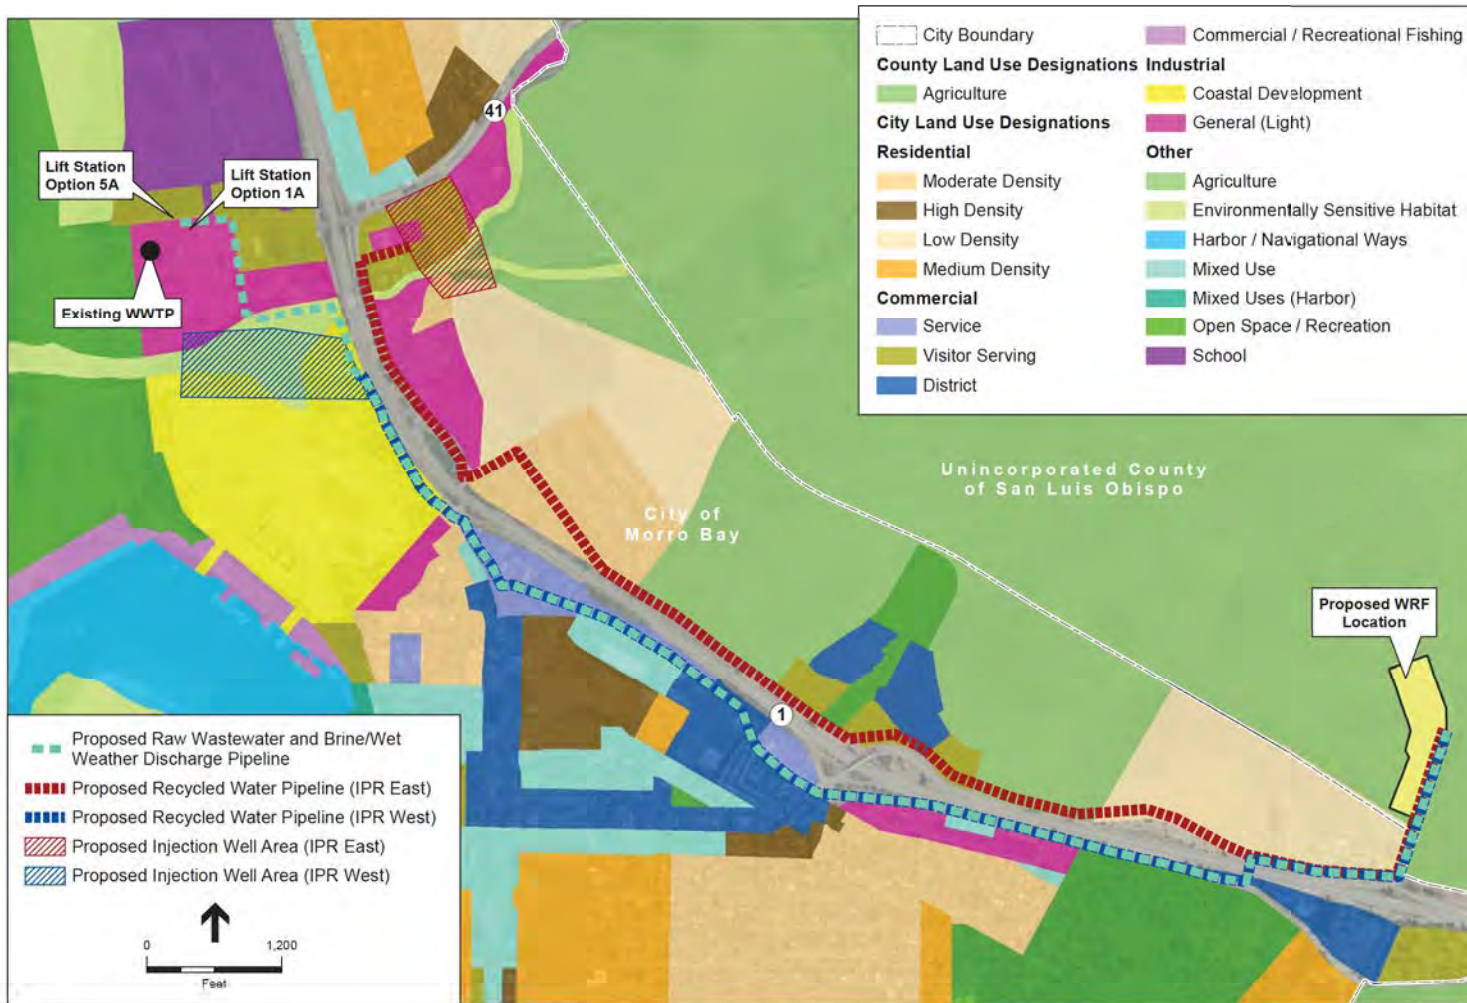 City Boundary
County Land Use Designations
Agriculture
City Land Use Designations
Residential
Moderate Density
High Density
Low Density
Medium Density
Commercial
Service
Visitor Serving
District
Commercial / Recreational Fishing
Industrial
Coastal Development
General (Light)
Other
Agriculture
Environmentally Sensitive Habitat
Harbor / Navigational Ways
Mixed Use
Mixed Uses (Harbor)
Open Space / Recreation
School
41
Lift Station
Option 5A
Lift Station
Option 1A
Existing WWTP
Unincorporated County
of San Luis Obispo
City of
Morro Bay
Proposed WRF
Location
1
Proposed Raw Wastewater and Brine/Wet
Weather Discharge Pipeline
Proposed Recycled Water Pipeline (IPR East)
Proposed Recycled Water Pipeline (IPR West)
Proposed Injection Well Area (IPR East)
Proposed Injection Well Area (IPR West)
0 1,200
Feet